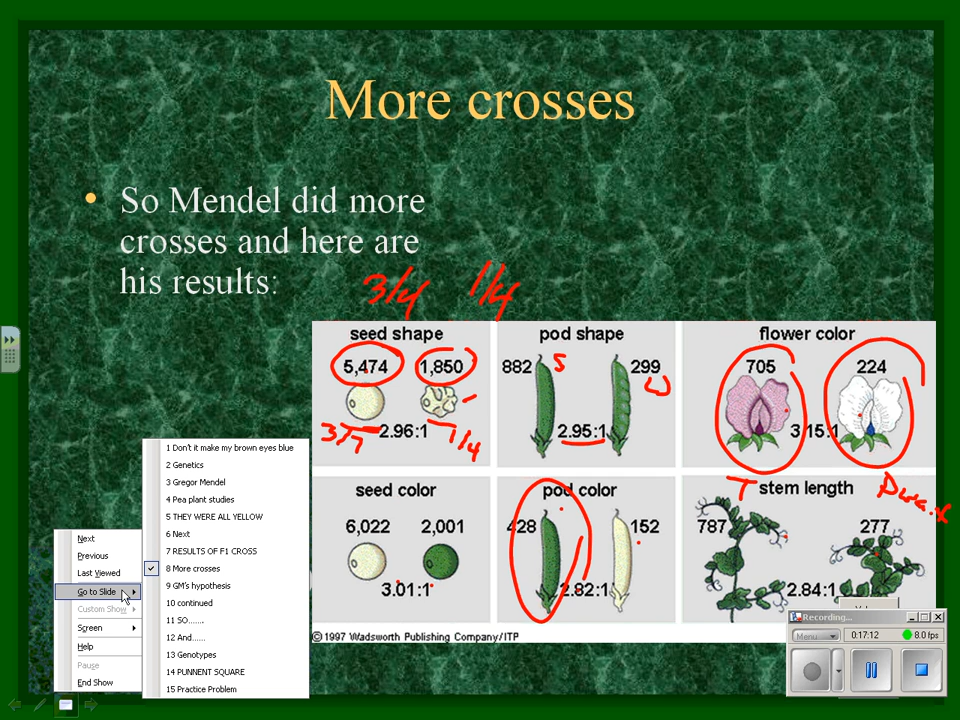 More crosses
• So Mendel did more
crosses and here are
his results:
3/4 1/4
seed shape
5,474 1,850
2.96:1
1/4
pod shape
882 299
S
2.95:1
flower color
705 224
3.15:1
seed color
6,022 2,001
3.01:1
pod color
428 152
2.82:1
T
stem length
787 277
2.84:1
©1997 Wadsworth Publishing Company/ITP
Next
Previous
Last Viewed
Go to Slide
Custom Show
Screen
Help
Pause
End Show
1 Don't it make my brown eyes blue
2 Genetics
3 Gregor Mendel
4 Pea plant studies
5 THEY WERE ALL YELLOW
6 Next
7 RESULTS OF F1 CROSS
8 More crosses
9 GM's hypothesis
10 continued
11 SO.......
12 And......
13 Genotypes
14 PUNNENT SQUARE
15 Practice Problem
Recording...
Menu
0:17:12
8.0 fps